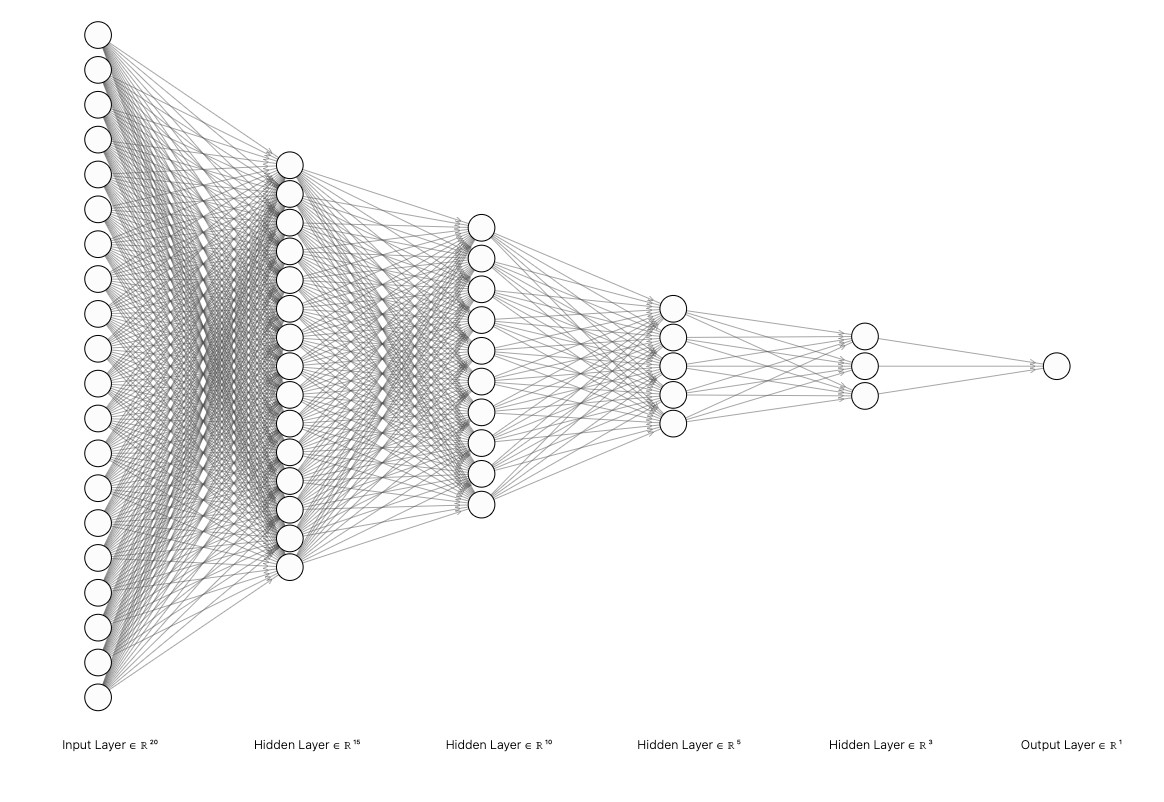 Input Layer ∈ ℝ²⁰
Hidden Layer ∈ ℝ¹⁵
Hidden Layer ∈ ℝ¹⁰
Hidden Layer ∈ ℝ⁵
Hidden Layer ∈ ℝ³
Output Layer ∈ ℝ¹